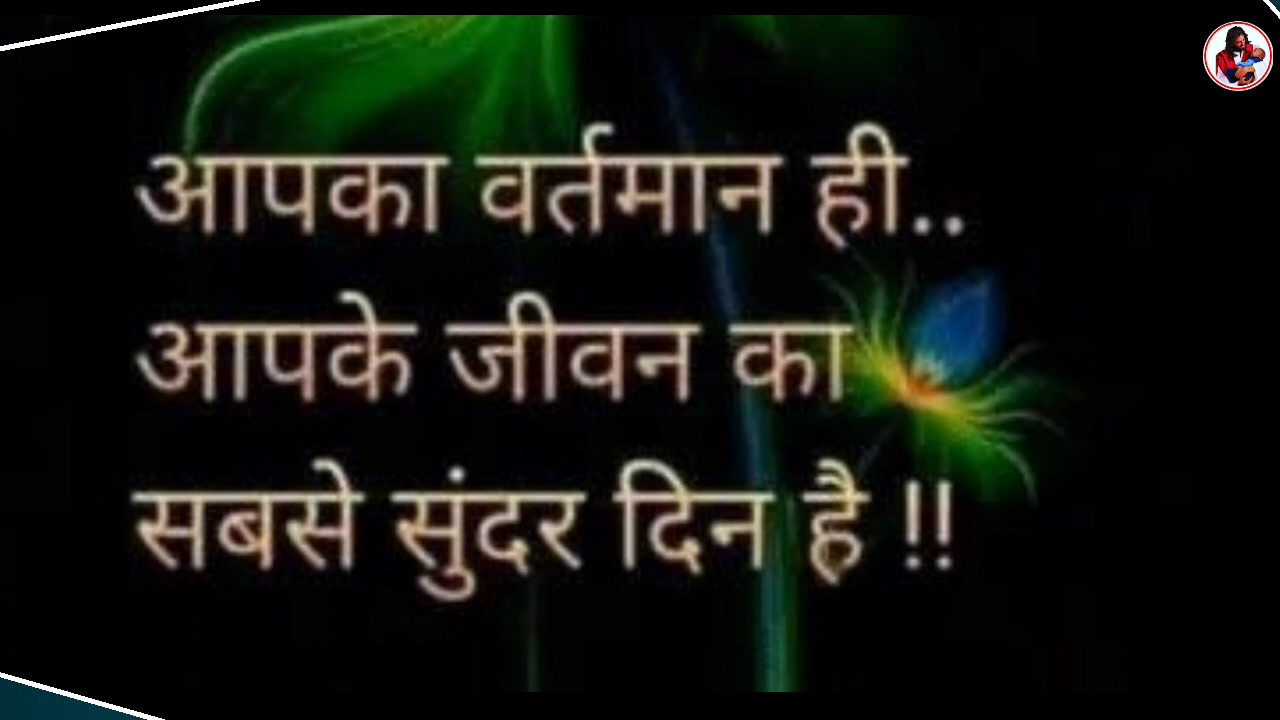 आपका वर्तमान ही..
आपके जीवन का
सबसे सुंदर दिन है !!